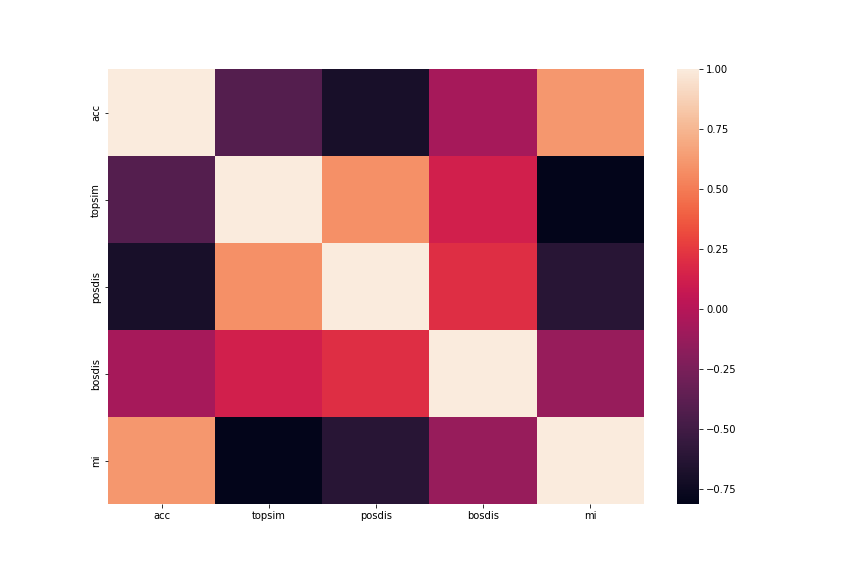 acc
topsim
posdis
bosdis
mi
acc
topsim
posdis
bosdis
mi
1.00
0.75
0.50
0.25
0.00
−0.25
−0.50
−0.75